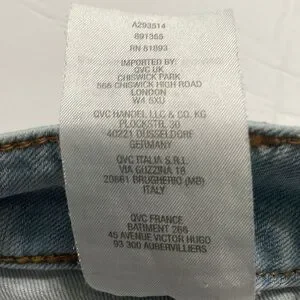 A293514
891355
RN 81893
IMPORTED BY:
QVC UK
CHISWICK PARK
566 CHISWICK HIGH ROAD
LONDON
W4 5XU
QVC HANDEL LLC & CO. KG
PLOCKSTR. 30
40221 DUSSELDORF
GERMANY
QVC ITALIA S.R.L.
VIA GUZZINA 18
20861 BRUGHERIO (MB)
ITALY
QVC FRANCE
BATIMENT 266
45 AVENUE VICTOR HUGO
93 300 AUBERVILLIERS